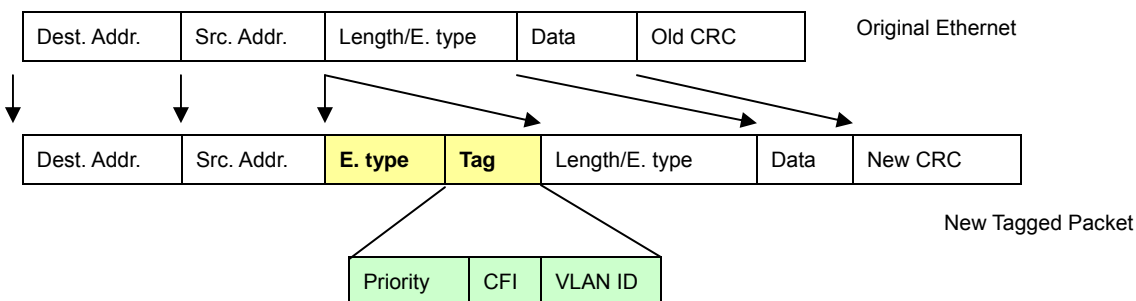 Dest. Addr. Src. Addr. Length/E. type Data Old CRC Original Ethernet
Dest. Addr. Src. Addr. E. type Tag Length/E. type Data New CRC
New Tagged Packet
Priority CFI VLAN ID